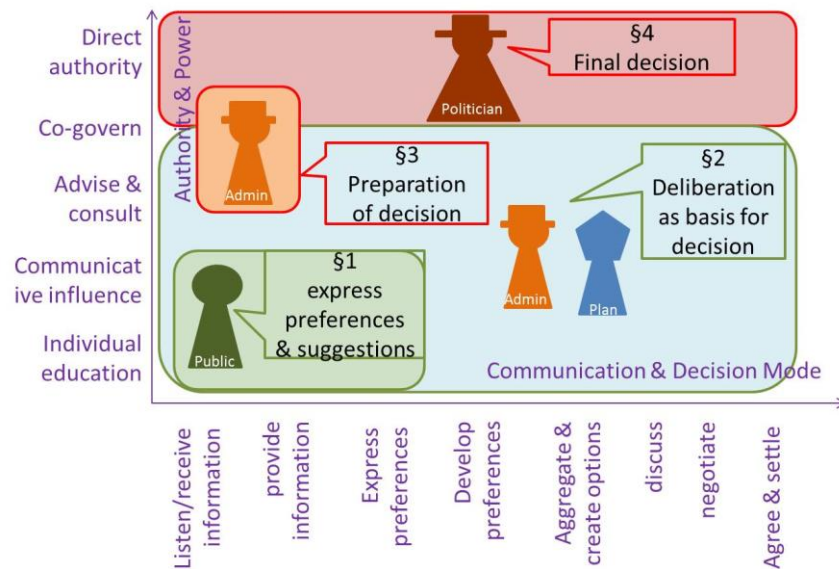 Direct
authority
Co-govern
Advise &
consult
Communicat
ive influence
Individual
education
Authority & Power
§4
Final decision
Politician
Admin
§3
Preparation
of decision
§2
Deliberation
as basis for
decision
Admin
Plan
§1
express
preferences
& suggestions
Public
Communication & Decision Mode
Listen/receive
information
provide
information
Express
preferences
Develop
preferences
Aggregate &
create options
discuss
negotiate
Agree & settle